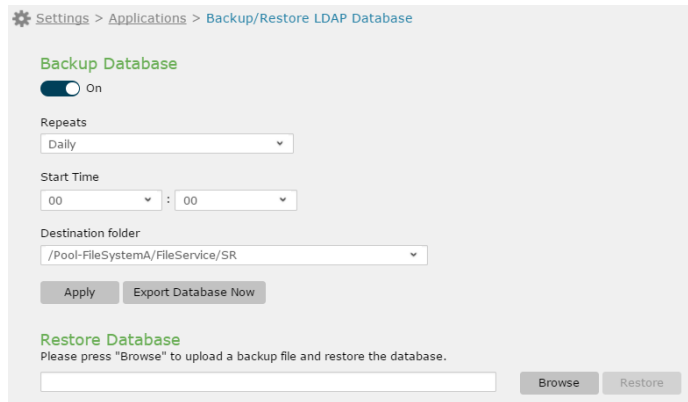 Settings > Applications > Backup/Restore LDAP Database
Backup Database
On
Repeats
Daily
Start Time
00 : 00
Destination folder
/Pool-FileSystemA/FileService/SR
Apply Export Database Now
Restore Database
Please press "Browse" to upload a backup file and restore the database.
Browse Restore